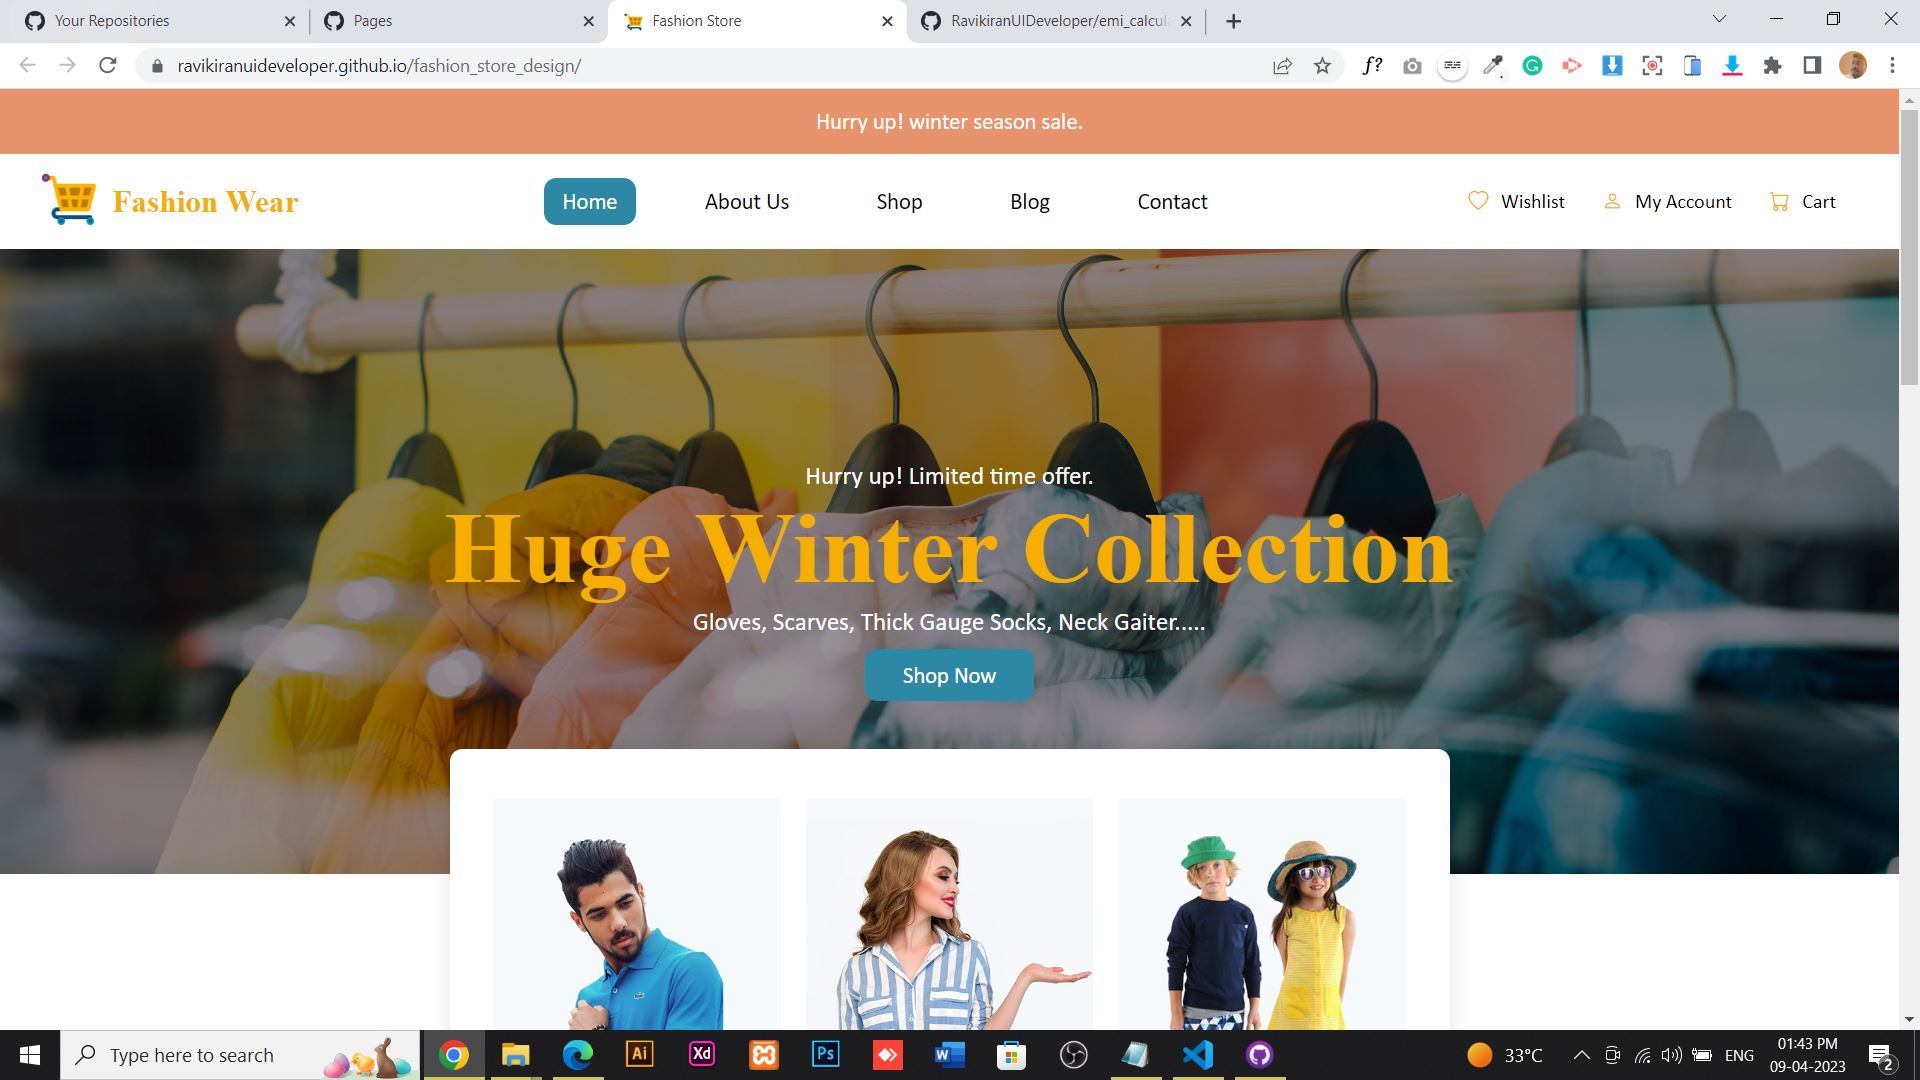 Your Repositories
Pages
Fashion Store
RavikiranUIDeveloper/emi_calcul
ravikiranuideveloper.github.io/fashion_store_design/
f?
Hurry up! winter season sale.
Fashion Wear
Home
About Us
Shop
Blog
Contact
Wishlist
My Account
Cart
Hurry up! Limited time offer.
Huge Winter Collection
Gloves, Scarves, Thick Gauge Socks, Neck Gaiter.....
Shop Now
Type here to search
Ai
Xd
Ps
W
33°C
ENG
01:43 PM
09-04-2023
2